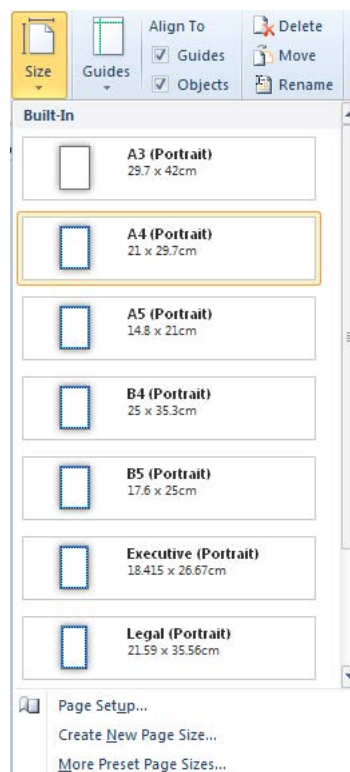 Size
Guides
Align To
Guides
Objects
Delete
Move
Rename
Built-In
A3 (Portrait)
29.7 x 42cm
A4 (Portrait)
21 x 29.7cm
A5 (Portrait)
14.8 x 21cm
B4 (Portrait)
25 x 35.3cm
B5 (Portrait)
17.6 x 25cm
Executive (Portrait)
18.415 x 26.67cm
Legal (Portrait)
21.59 x 35.56cm
Page Setup...
Create New Page Size...
More Preset Page Sizes...